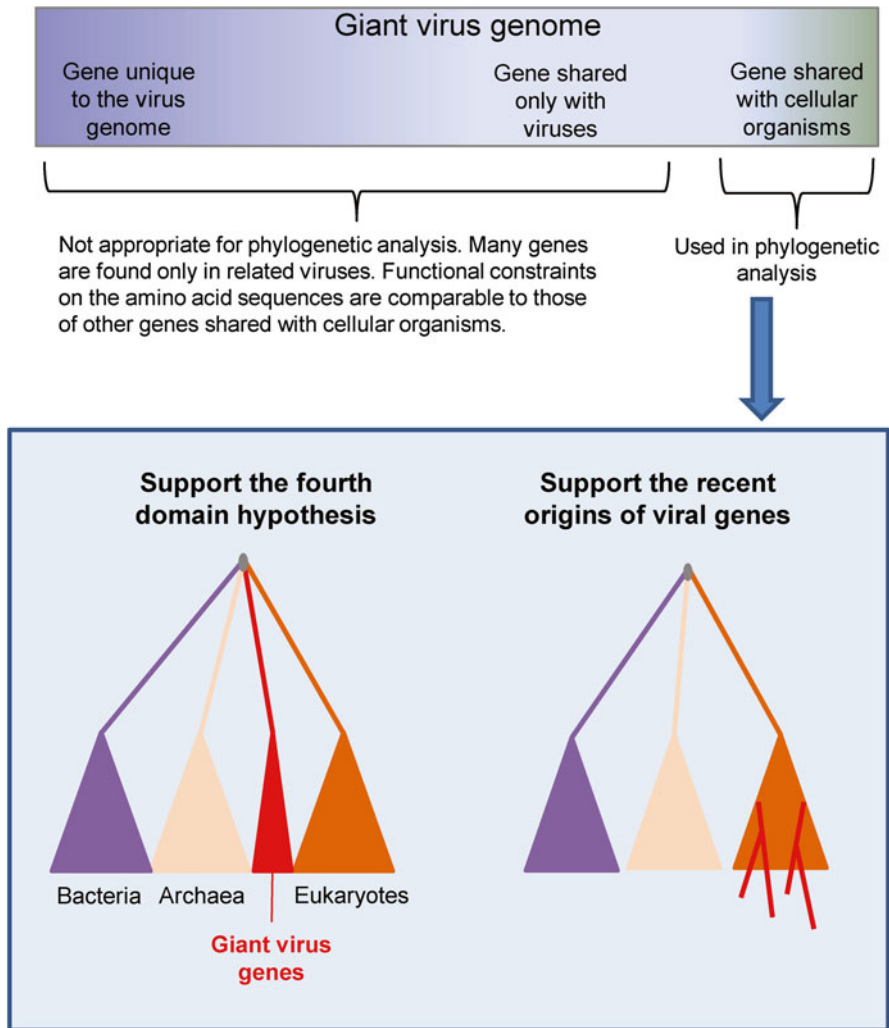 Giant virus genome
Gene unique
to the virus
genome
Gene shared
only with
viruses
Gene shared
with cellular
organisms
Not appropriate for phylogenetic analysis. Many genes
are found only in related viruses. Functional constraints
on the amino acid sequences are comparable to those
of other genes shared with cellular organisms.
Used in phylogenetic
analysis
Support the fourth
domain hypothesis
Support the recent
origins of viral genes
Bacteria
Archaea
Eukaryotes
Giant virus
genes